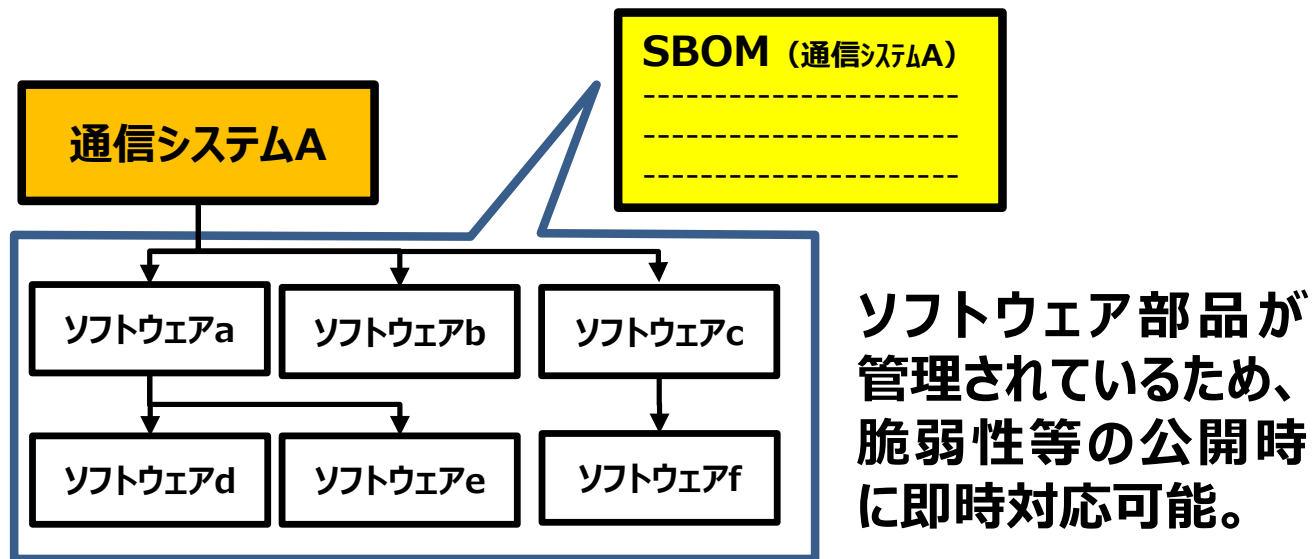 SBOM（通信システムA）
----------------------
----------------------
----------------------
通信システムA
ソフトウェアa
ソフトウェアb
ソフトウェアc
ソフトウェアd
ソフトウェアe
ソフトウェアf
ソフトウェア部品が
管理されているため、
脆弱性等の公開時
に即時対応可能。